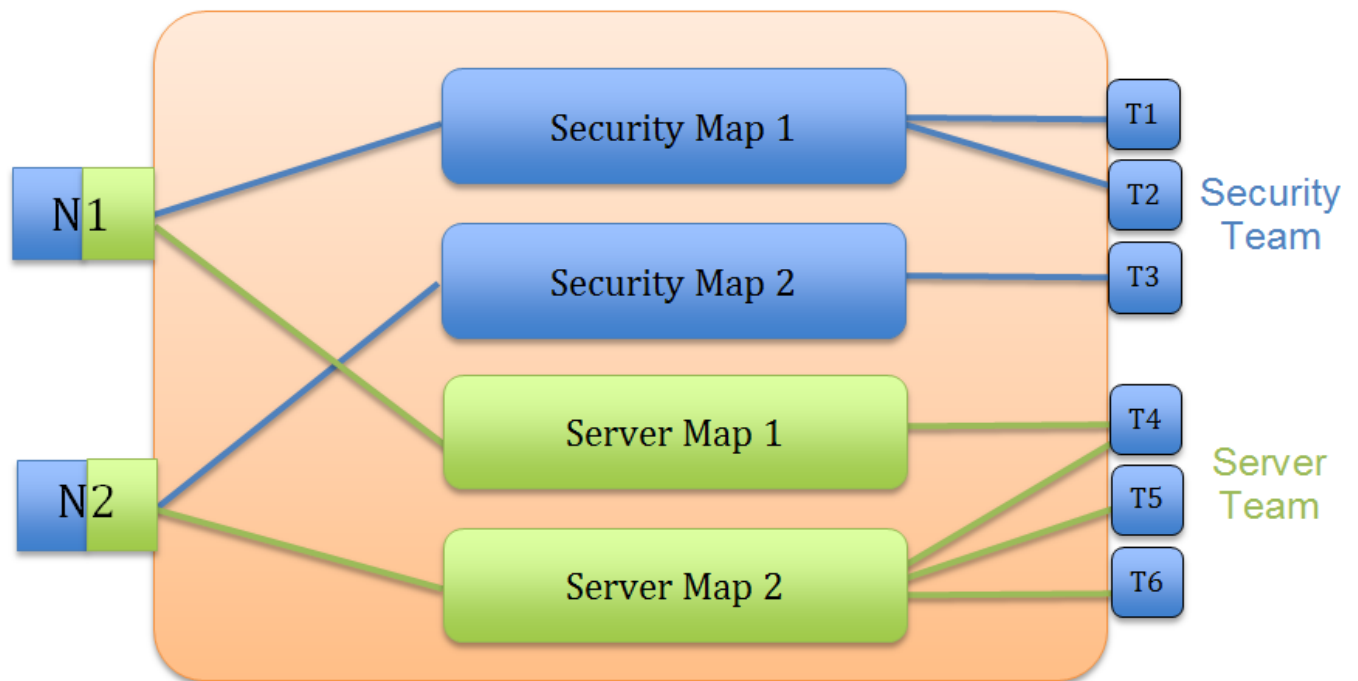 Security Map 1
T1
N1
T2
Security
Team
Security Map 2
T3
Server Map 1
T4
N2
T5
Server
Team
Server Map 2
T6